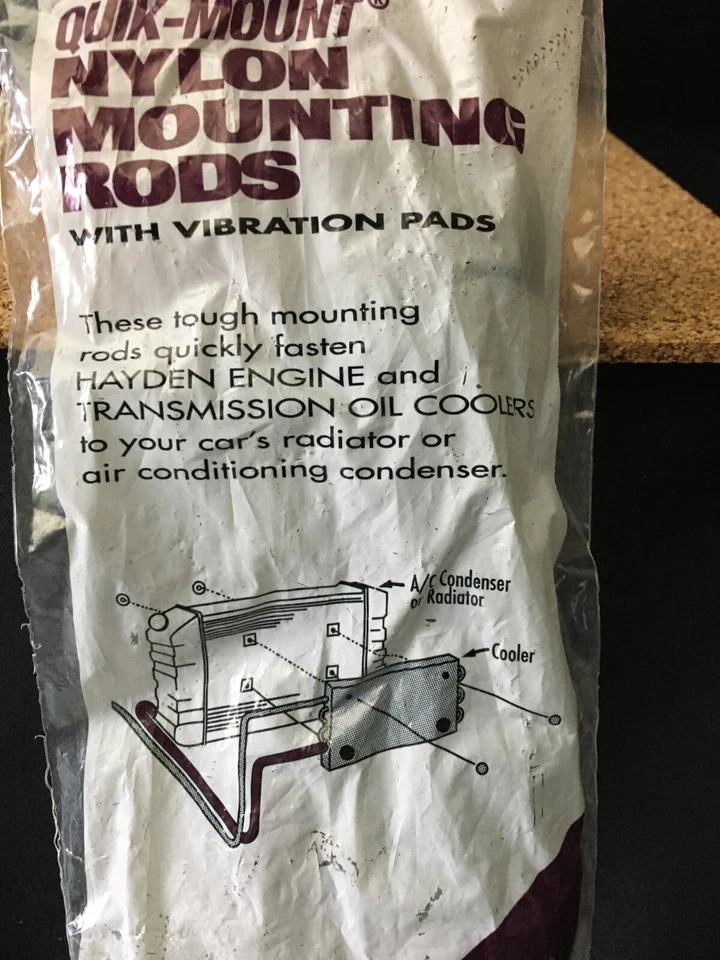 QUIK-MOUNT®
NYLON
MOUNTING
RODS
WITH VIBRATION PADS
These tough mounting
rods quickly fasten
HAYDEN ENGINE and
TRANSMISSION OIL COOLERS
to your car's radiator or
air conditioning condenser.
A/C Condenser
or Radiator
Cooler